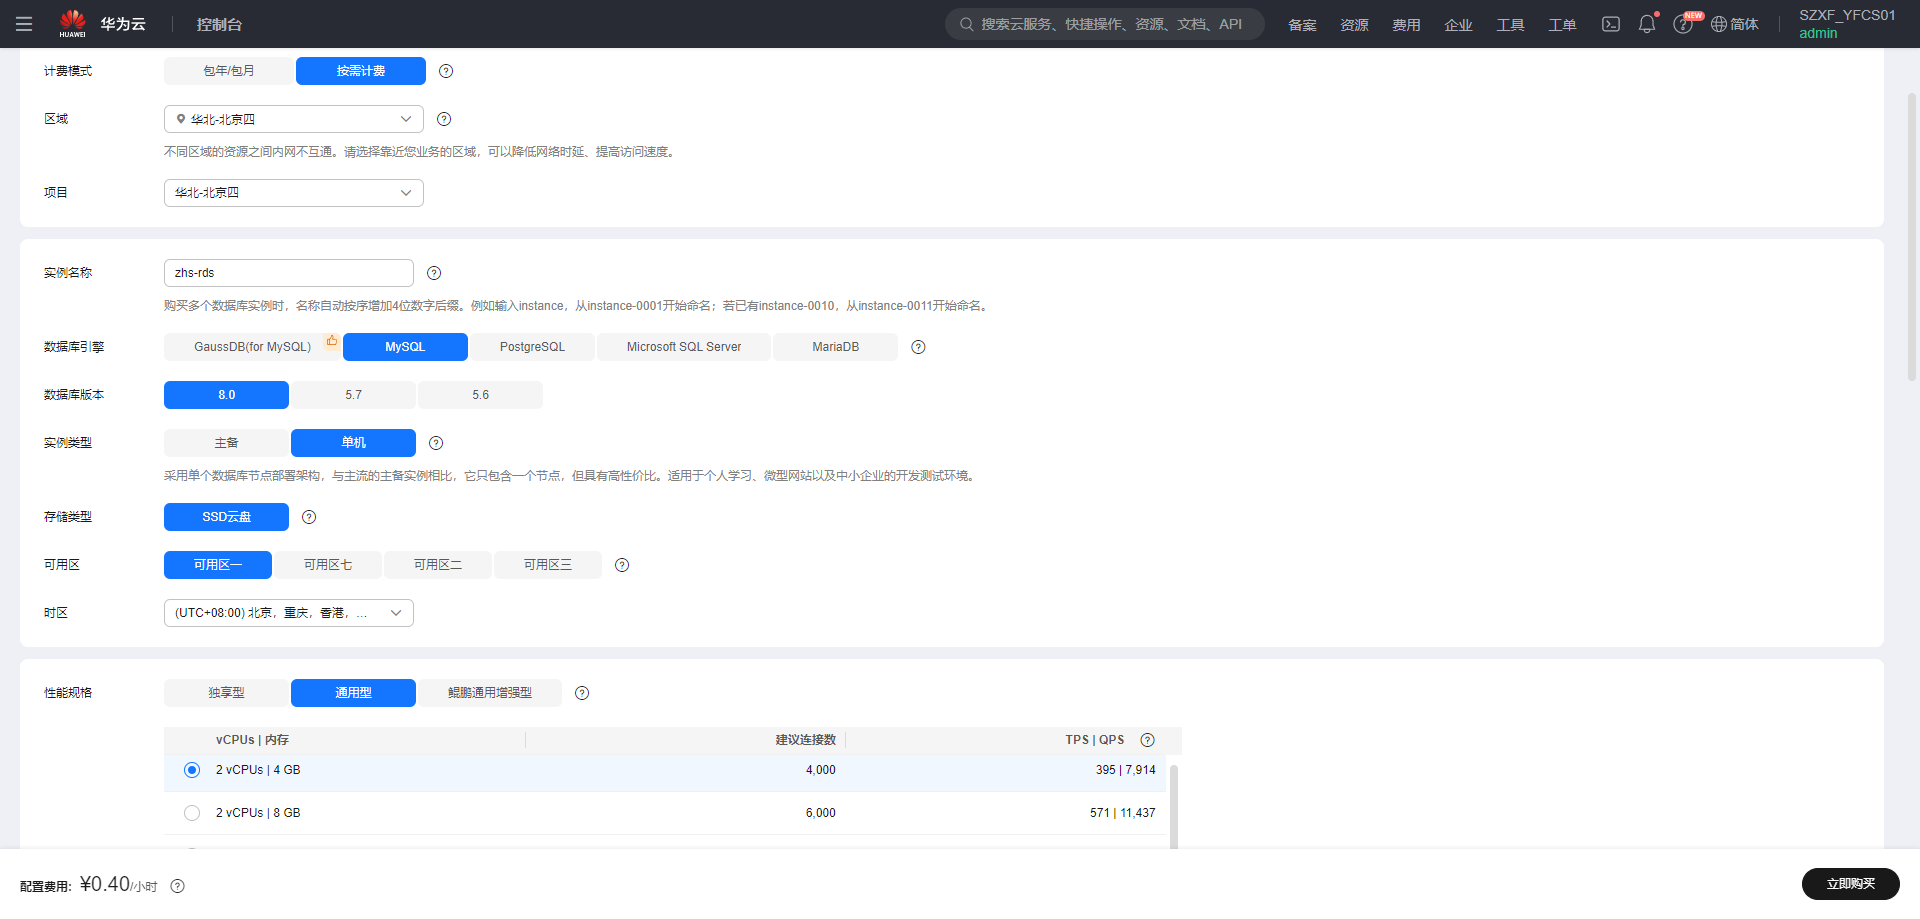 HUAWEI 华为云 控制台 搜索云服务、快捷操作、资源、文档、API 备案 资源 费用 企业 工具 工单 NEW 简体 SZXF_YFCS01
admin
计费模式 包年/包月 按需计费
区域 华北-北京四
不同区域的资源之间内网不互通。请选择靠近您业务的区域，可以降低网络时延、提高访问速度。
项目 华北-北京四
实例名称 zhs-rds
购买多个数据库实例时，名称自动按序增加4位数字后缀。例如输入instance，从instance-0001开始命名；若已有instance-0010，从instance-0011开始命名。
数据库引擎 GaussDB(for MySQL) MySQL PostgreSQL Microsoft SQL Server MariaDB
数据库版本 8.0 5.7 5.6
实例类型 主备 单机
采用单个数据库节点部署架构，与主流的主备实例相比，它只包含一个节点，但具有高性价比。适用于个人学习、微型网站以及中小企业的开发测试环境。
存储类型 SSD云盘
可用区 可用区一 可用区七 可用区二 可用区三
时区 (UTC+08:00) 北京，重庆，香港，...
性能规格 独享型 通用型 鲲鹏通用增强型
vCPUs | 内存 建议连接数 TPS | QPS
2 vCPUs | 4 GB 4,000 395 | 7,914
2 vCPUs | 8 GB 6,000 571 | 11,437
配置费用: ¥0.40/小时 立即购买